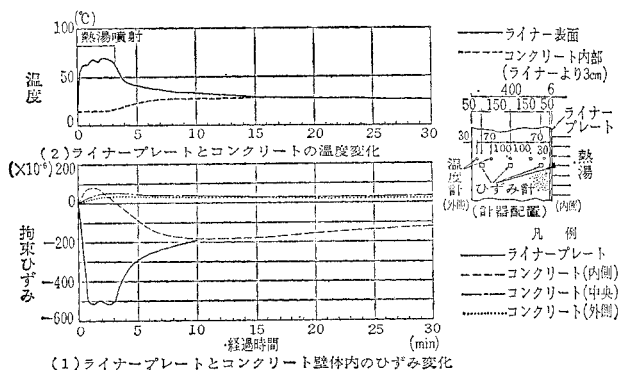 (℃)
熱湯噴射
100
50
0
温度
0 5 10 15 20 25 30
(2)ライナープレートとコンクリートの温度変化
(×10⁻⁶)
200
0
-200
-400
-600
拘束ひずみ
0 5 10 15 20 25 30
経過時間 (min)
(1)ライナープレートとコンクリート壁体内のひずみ変化
ライナー表面
コンクリート内部
(ライナーより3㎝)
400 6
50 150 150 50
ライナープレート
30 70 70
100 100 30
温度計
ひずみ計
熱湯
(外側) (計器配置) (内側)
凡例
ライナープレート
コンクリート(内側)
コンクリート(中央)
コンクリート(外側)